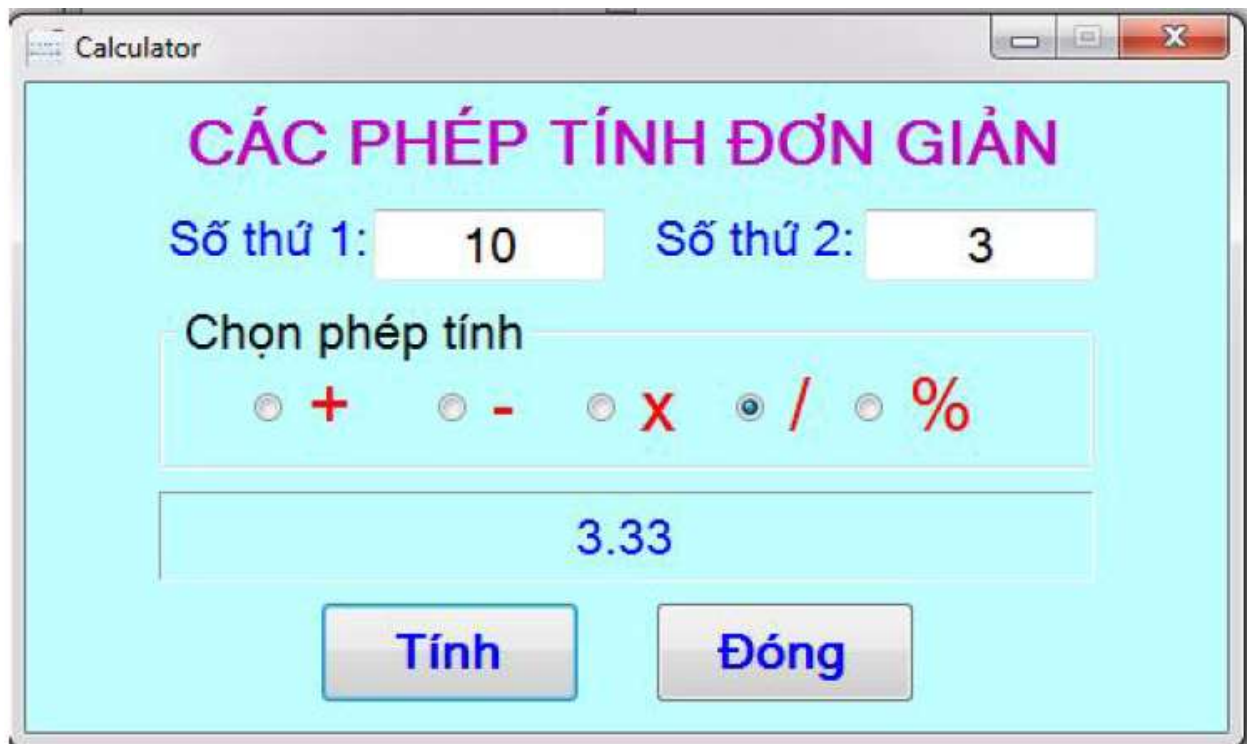 Calculator
CÁC PHÉP TÍNH ĐƠN GIẢN
Số thứ 1: 10 Số thứ 2: 3
Chọn phép tính
+ - x / %
3.33
Tính Đóng